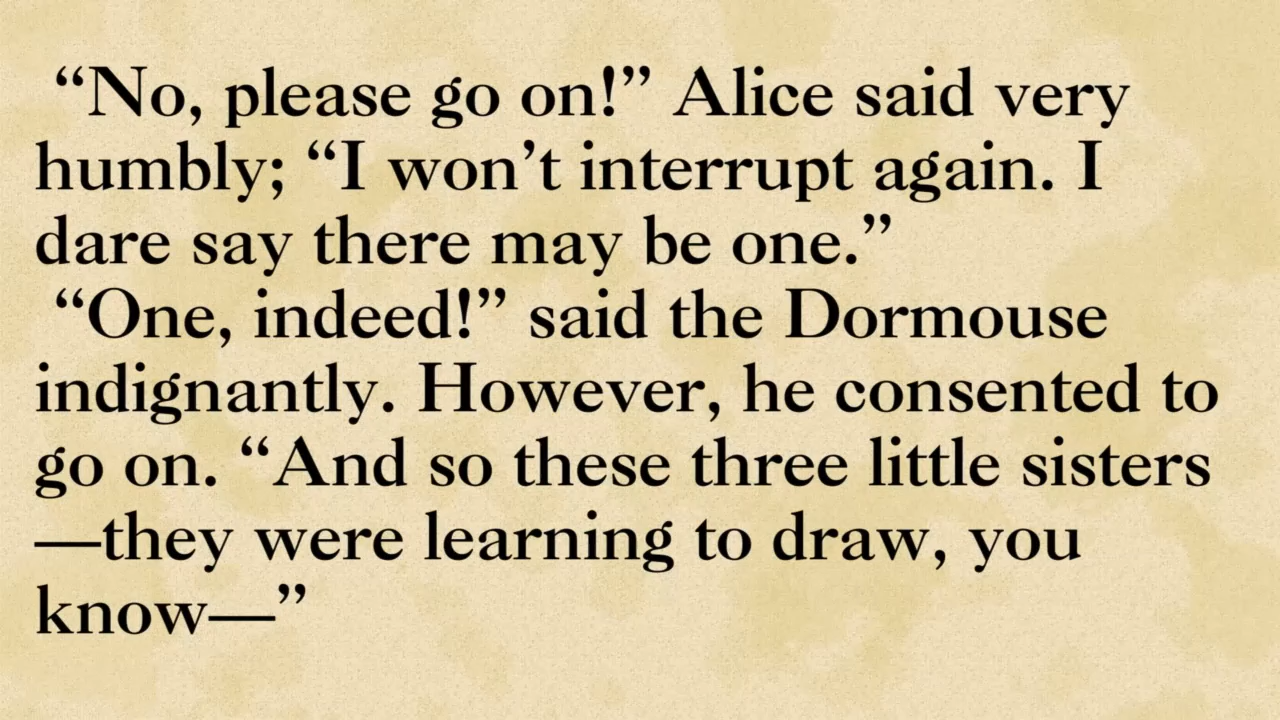 “No, please go on!” Alice said very
humbly; “I won’t interrupt again. I
dare say there may be one.”
“One, indeed!” said the Dormouse
indignantly. However, he consented to
go on. “And so these three little sisters
—they were learning to draw, you
know—”